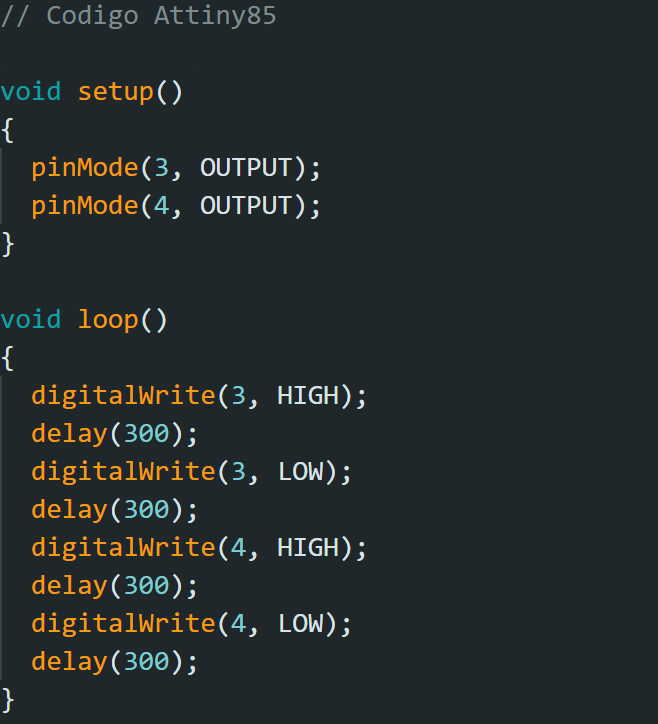 // Codigo Attiny85
void setup()
{
pinMode(3, OUTPUT);
pinMode(4, OUTPUT);
}
void loop()
{
digitalWrite(3, HIGH);
delay(300);
digitalWrite(3, LOW);
delay(300);
digitalWrite(4, HIGH);
delay(300);
digitalWrite(4, LOW);
delay(300);
}